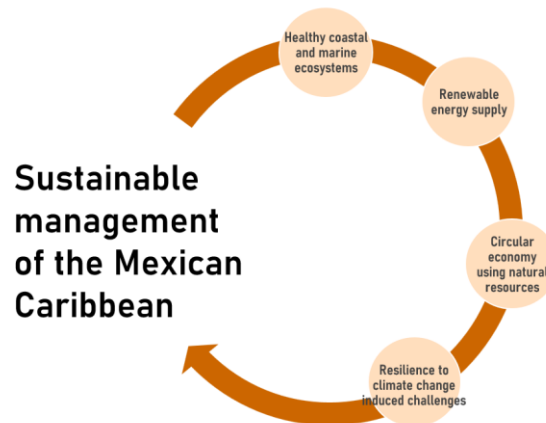 Healthy coastal
and marine
ecosystems
Renewable
energy supply
Sustainable
management
of the Mexican
Caribbean
Circular
economy
using natural
resources
Resilience to
climate change
induced challenges